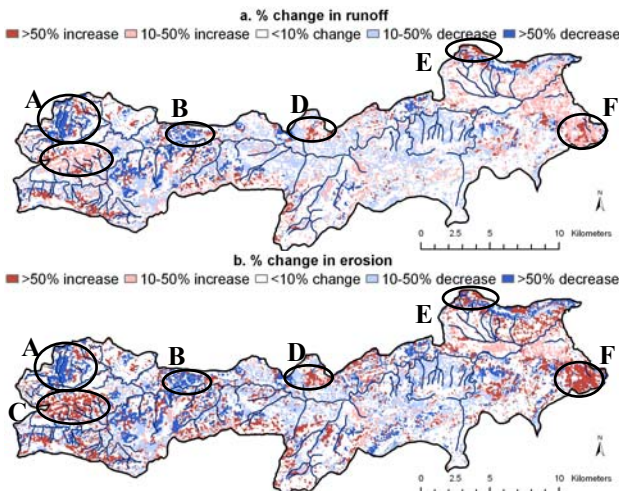 a. % change in runoff
>50% increase 10-50% increase <10% change 10-50% decrease >50% decrease
E
A
B
D
F
N
0 2.5 5 10 Kilometers
b. % change in erosion
>50% increase 10-50% increase <10% change 10-50% decrease >50% decrease
E
A
B
D
F
C
N
0 2.5 5 10 Kilometers